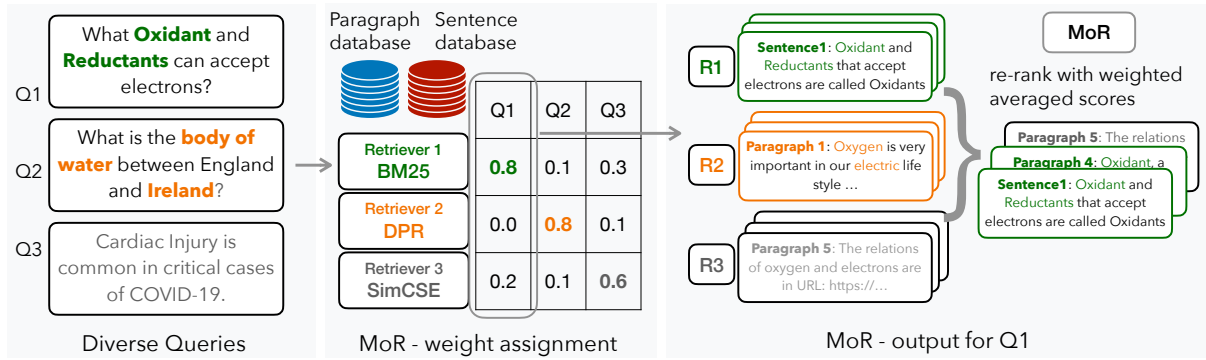 Q1
What Oxidant and
Reductants can accept
electrons?
Q2
What is the body of
water between England
and Ireland?
Q3
Cardiac Injury is
common in critical cases
of COVID-19.
Diverse Queries
Paragraph
database
Sentence
database
Q1 Q2 Q3
Retriever 1
BM25
0.8 0.1 0.3
Retriever 2
DPR
0.0 0.8 0.1
Retriever 3
SimCSE
0.2 0.1 0.6
MoR - weight assignment
R1
Sentence1: Oxidant and
Reductants that accept
electrons are called Oxidants
R2
Paragraph 1: Oxygen is very
important in our electric life
style …
R3
Paragraph 5: The relations
of oxygen and electrons are
in URL: https://…
MoR
re-rank with weighted
averaged scores
Paragraph 5: The relations
Paragraph 4: Oxidant, a
Sentence1: Oxidant and
Reductants that accept
electrons are called Oxidants
MoR - output for Q1